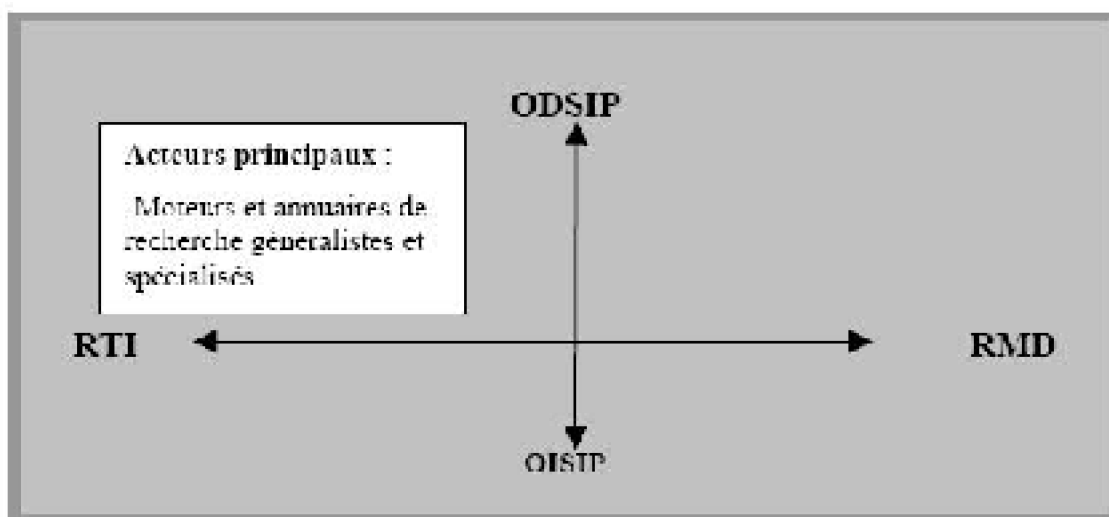 ODSIP
Acteurs principaux :
Moteurs et annuaires de
recherche généralistes et
spécialisés
RTI
RMD
OISIP